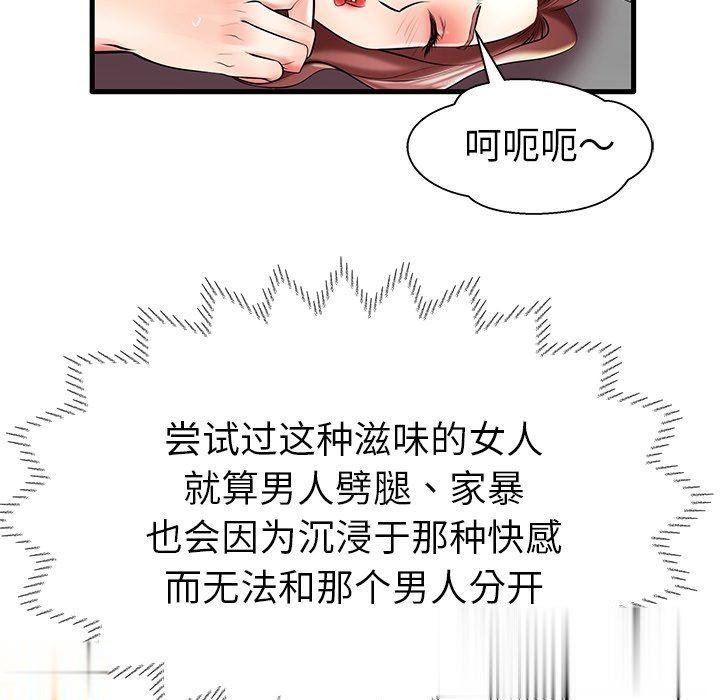 呵呃呃～
尝试过这种滋味的女人
就算男人劈腿、家暴
也会因为沉浸于那种快感
而无法和那个男人分开